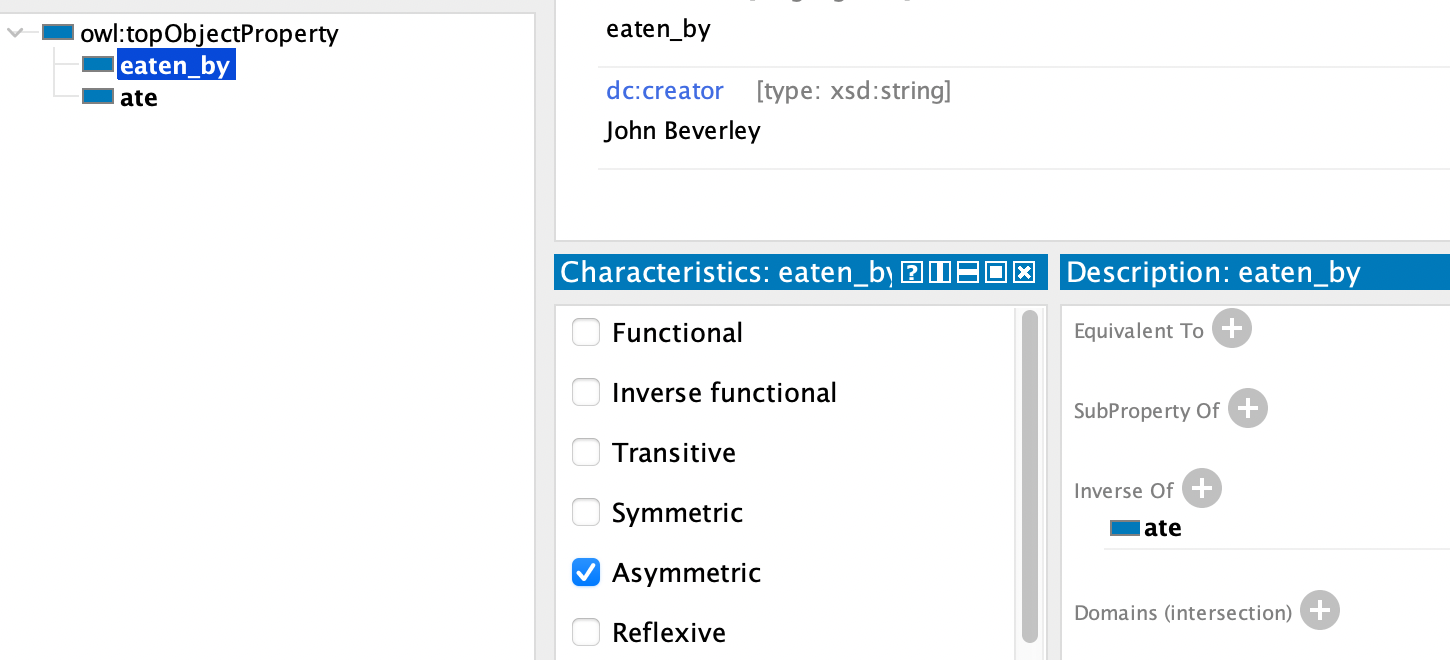 owl:topObjectProperty
eaten_by
ate
eaten_by
dc:creator [type: xsd:string]
John Beverley
Characteristics: eaten_by
Functional
Inverse functional
Transitive
Symmetric
Asymmetric
Reflexive
Description: eaten_by
Equivalent To
SubProperty Of
Inverse Of
ate
Domains (intersection)